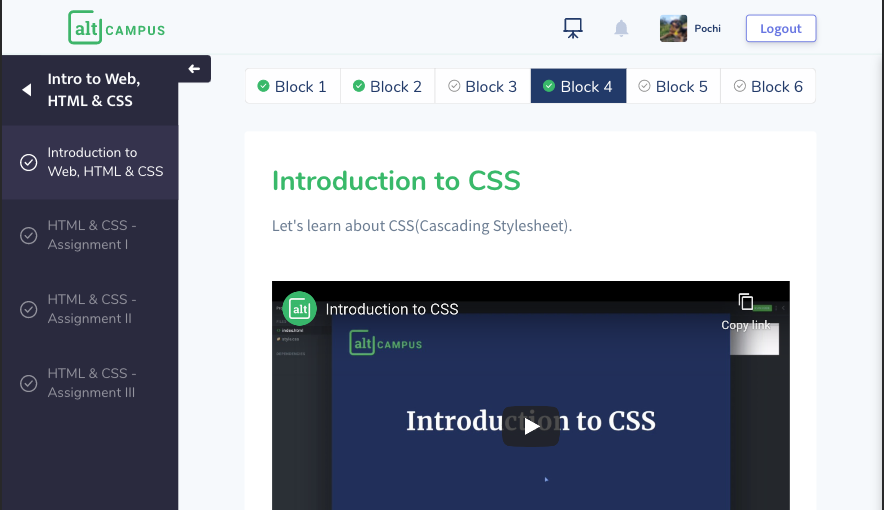 alt CAMPUS
Pochi
Logout
Intro to Web,
HTML & CSS
Introduction to
Web, HTML & CSS
HTML & CSS -
Assignment I
HTML & CSS -
Assignment II
HTML & CSS -
Assignment III
Block 1
Block 2
Block 3
Block 4
Block 5
Block 6
Introduction to CSS
Let's learn about CSS(Cascading Stylesheet).
alt
Introduction to CSS
Copy link
index.html
alt CAMPUS
Introduction to CSS